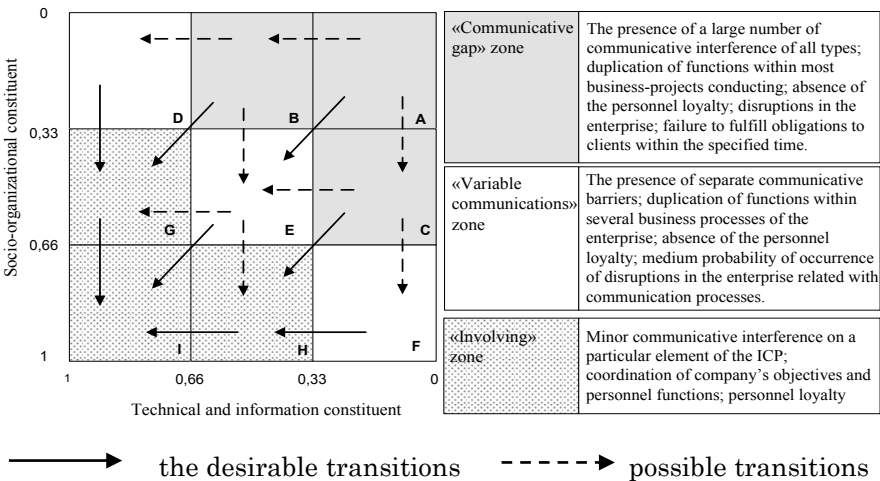 0
0,33
0,66
1
Socio-organizational constituent
D
B
A
G
E
C
I
H
F
1
0,66
0,33
0
Technical and information constituent
«Communicative
gap» zone
The presence of a large number of
communicative interference of all types;
duplication of functions within most
business-projects conducting; absence of
the personnel loyalty; disruptions in the
enterprise; failure to fulfill obligations to
clients within the specified time.
«Variable
communications»
zone
The presence of separate communicative
barriers; duplication of functions within
several business processes of the
enterprise; absence of the personnel
loyalty; medium probability of occurrence
of disruptions in the enterprise related with
communication processes.
«Involving»
zone
Minor communicative interference on a
particular element of the ICP;
coordination of company's objectives and
personnel functions; personnel loyalty
the desirable transitions
possible transitions